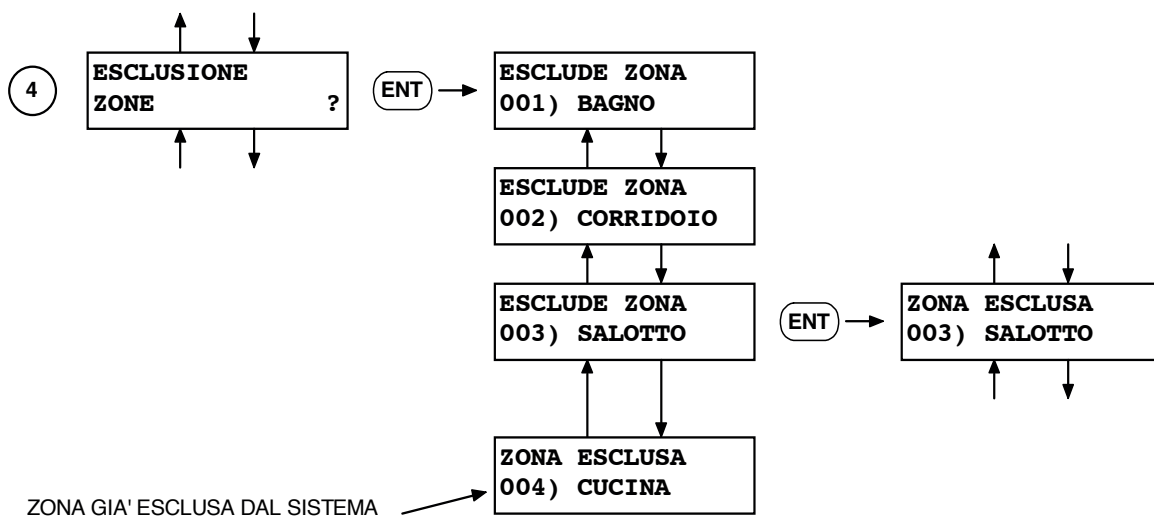 4
ESCLUSIONE
ZONE ?
ENT
ESCLUDE ZONA
001) BAGNO
ESCLUDE ZONA
002) CORRIDOIO
ESCLUDE ZONA
003) SALOTTO
ENT
ZONA ESCLUSA
003) SALOTTO
ZONA ESCLUSA
004) CUCINA
ZONA GIA' ESCLUSA DAL SISTEMA